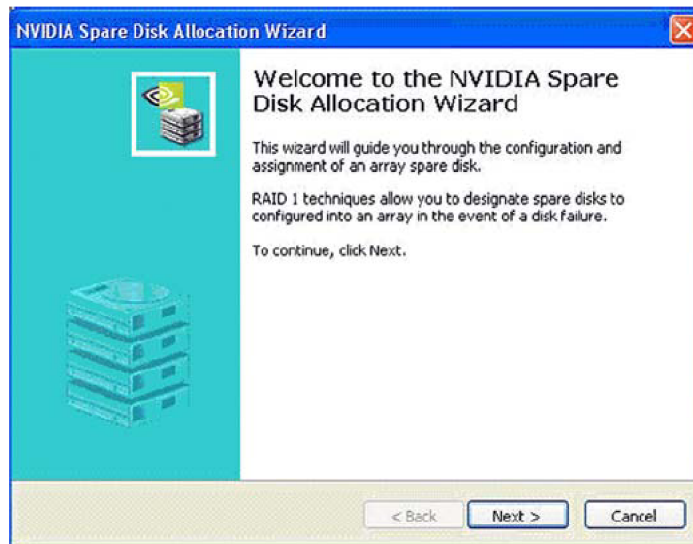 NVIDIA Spare Disk Allocation Wizard
Welcome to the NVIDIA Spare
Disk Allocation Wizard
This wizard will guide you through the configuration and
assignment of an array spare disk.
RAID 1 techniques allow you to designate spare disks to
configured into an array in the event of a disk failure.
To continue, click Next.
< Back
Next >
Cancel